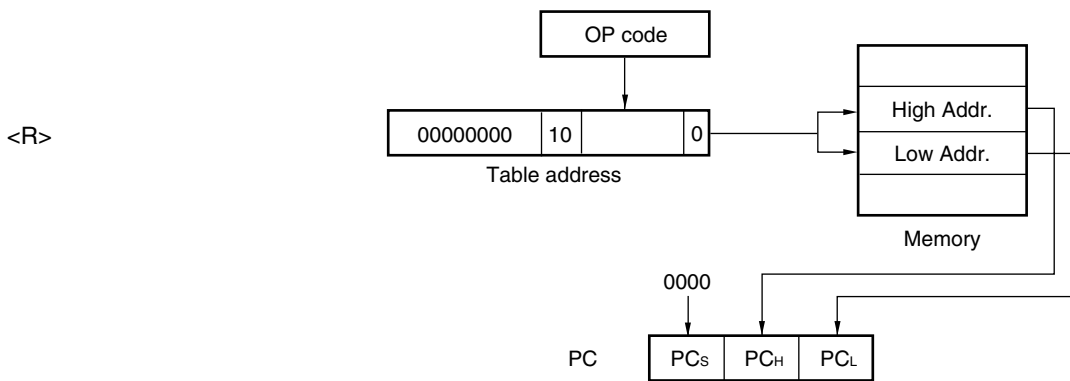 OP code
High Addr.
<R>
00000000 10 0
Low Addr.
Table address
Memory
0000
PC PCS PCH PCL